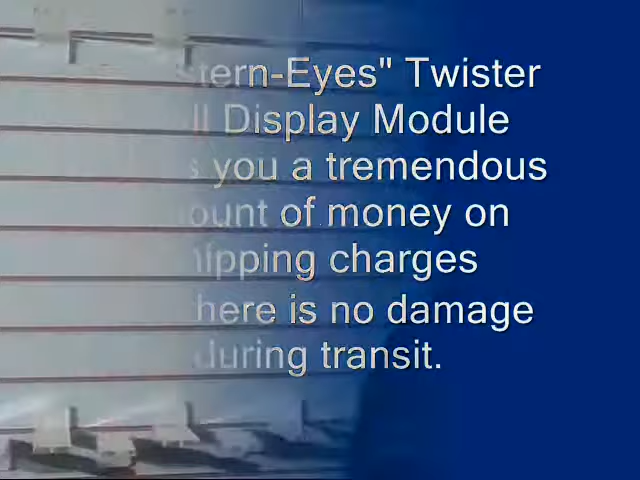 tern-Eyes" Twister
ll Display Module
s you a tremendous
ount of money on
ipping charges
here is no damage
during transit.